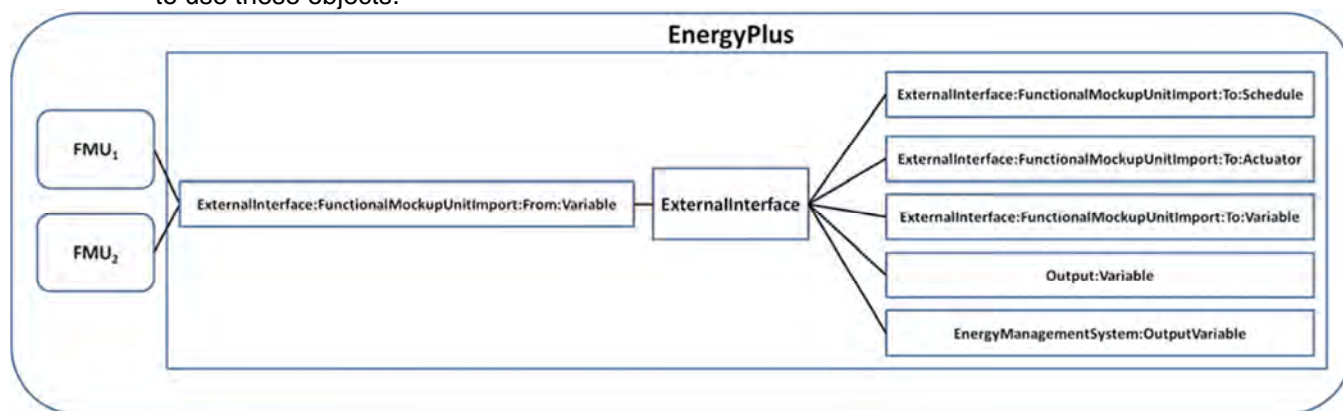 to use these objects.
EnergyPlus
ExternalInterface:FunctionalMockupUnitImport:To:Schedule
FMU1
ExternalInterface:FunctionalMockupUnitImport:To:Actuator
ExternalInterface:FunctionalMockupUnitImport:From:Variable
ExternalInterface
ExternalInterface:FunctionalMockupUnitImport:To:Variable
FMU2
Output:Variable
EnergyManagementSystem:OutputVariable